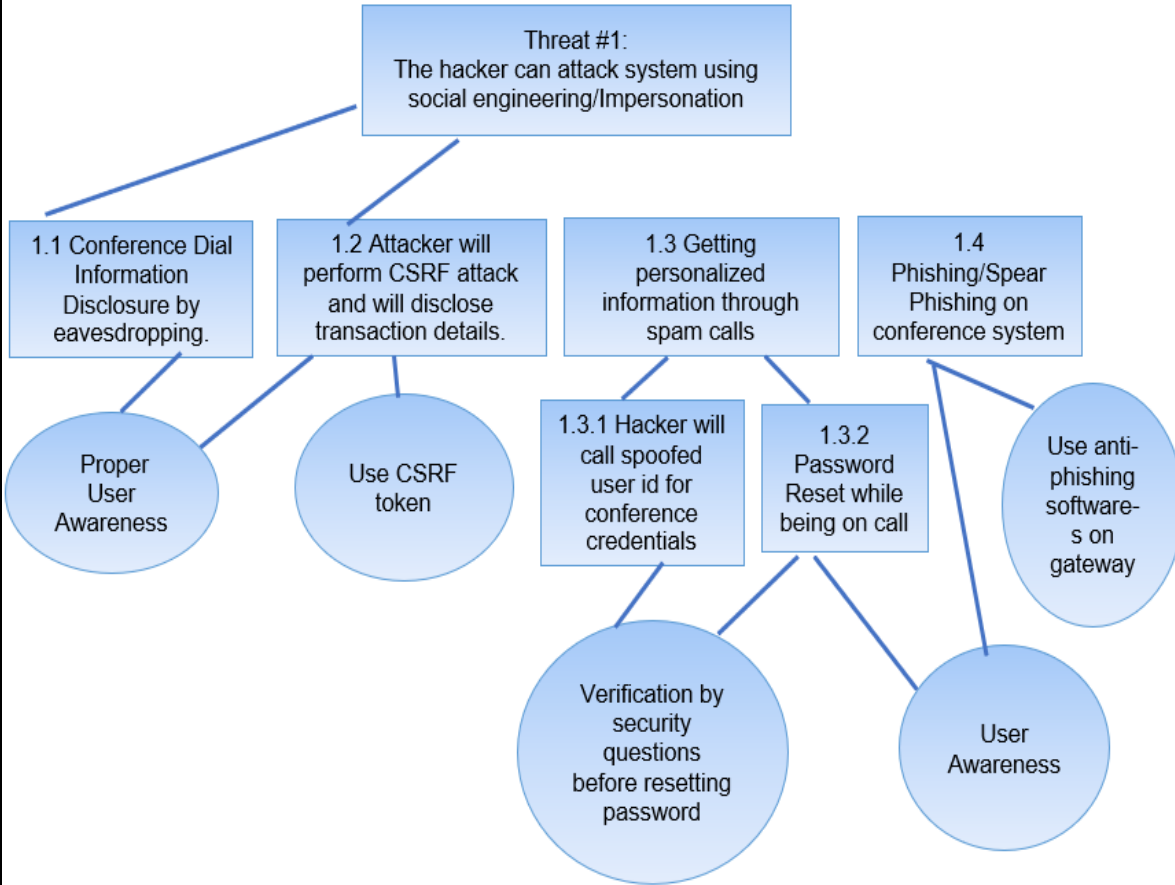 Threat #1:
The hacker can attack system using
social engineering/Impersonation
1.1 Conference Dial
Information
Disclosure by
eavesdropping.
1.2 Attacker will
perform CSRF attack
and will disclose
transaction details.
1.3 Getting
personalized
information through
spam calls
1.4
Phishing/Spear
Phishing on
conference system
Proper
User
Awareness
Use CSRF
token
1.3.1 Hacker will
call spoofed
user id for
conference
credentials
1.3.2
Password
Reset while
being on call
Use anti-
phishing
software-
s on
gateway
Verification by
security
questions
before resetting
password
User
Awareness